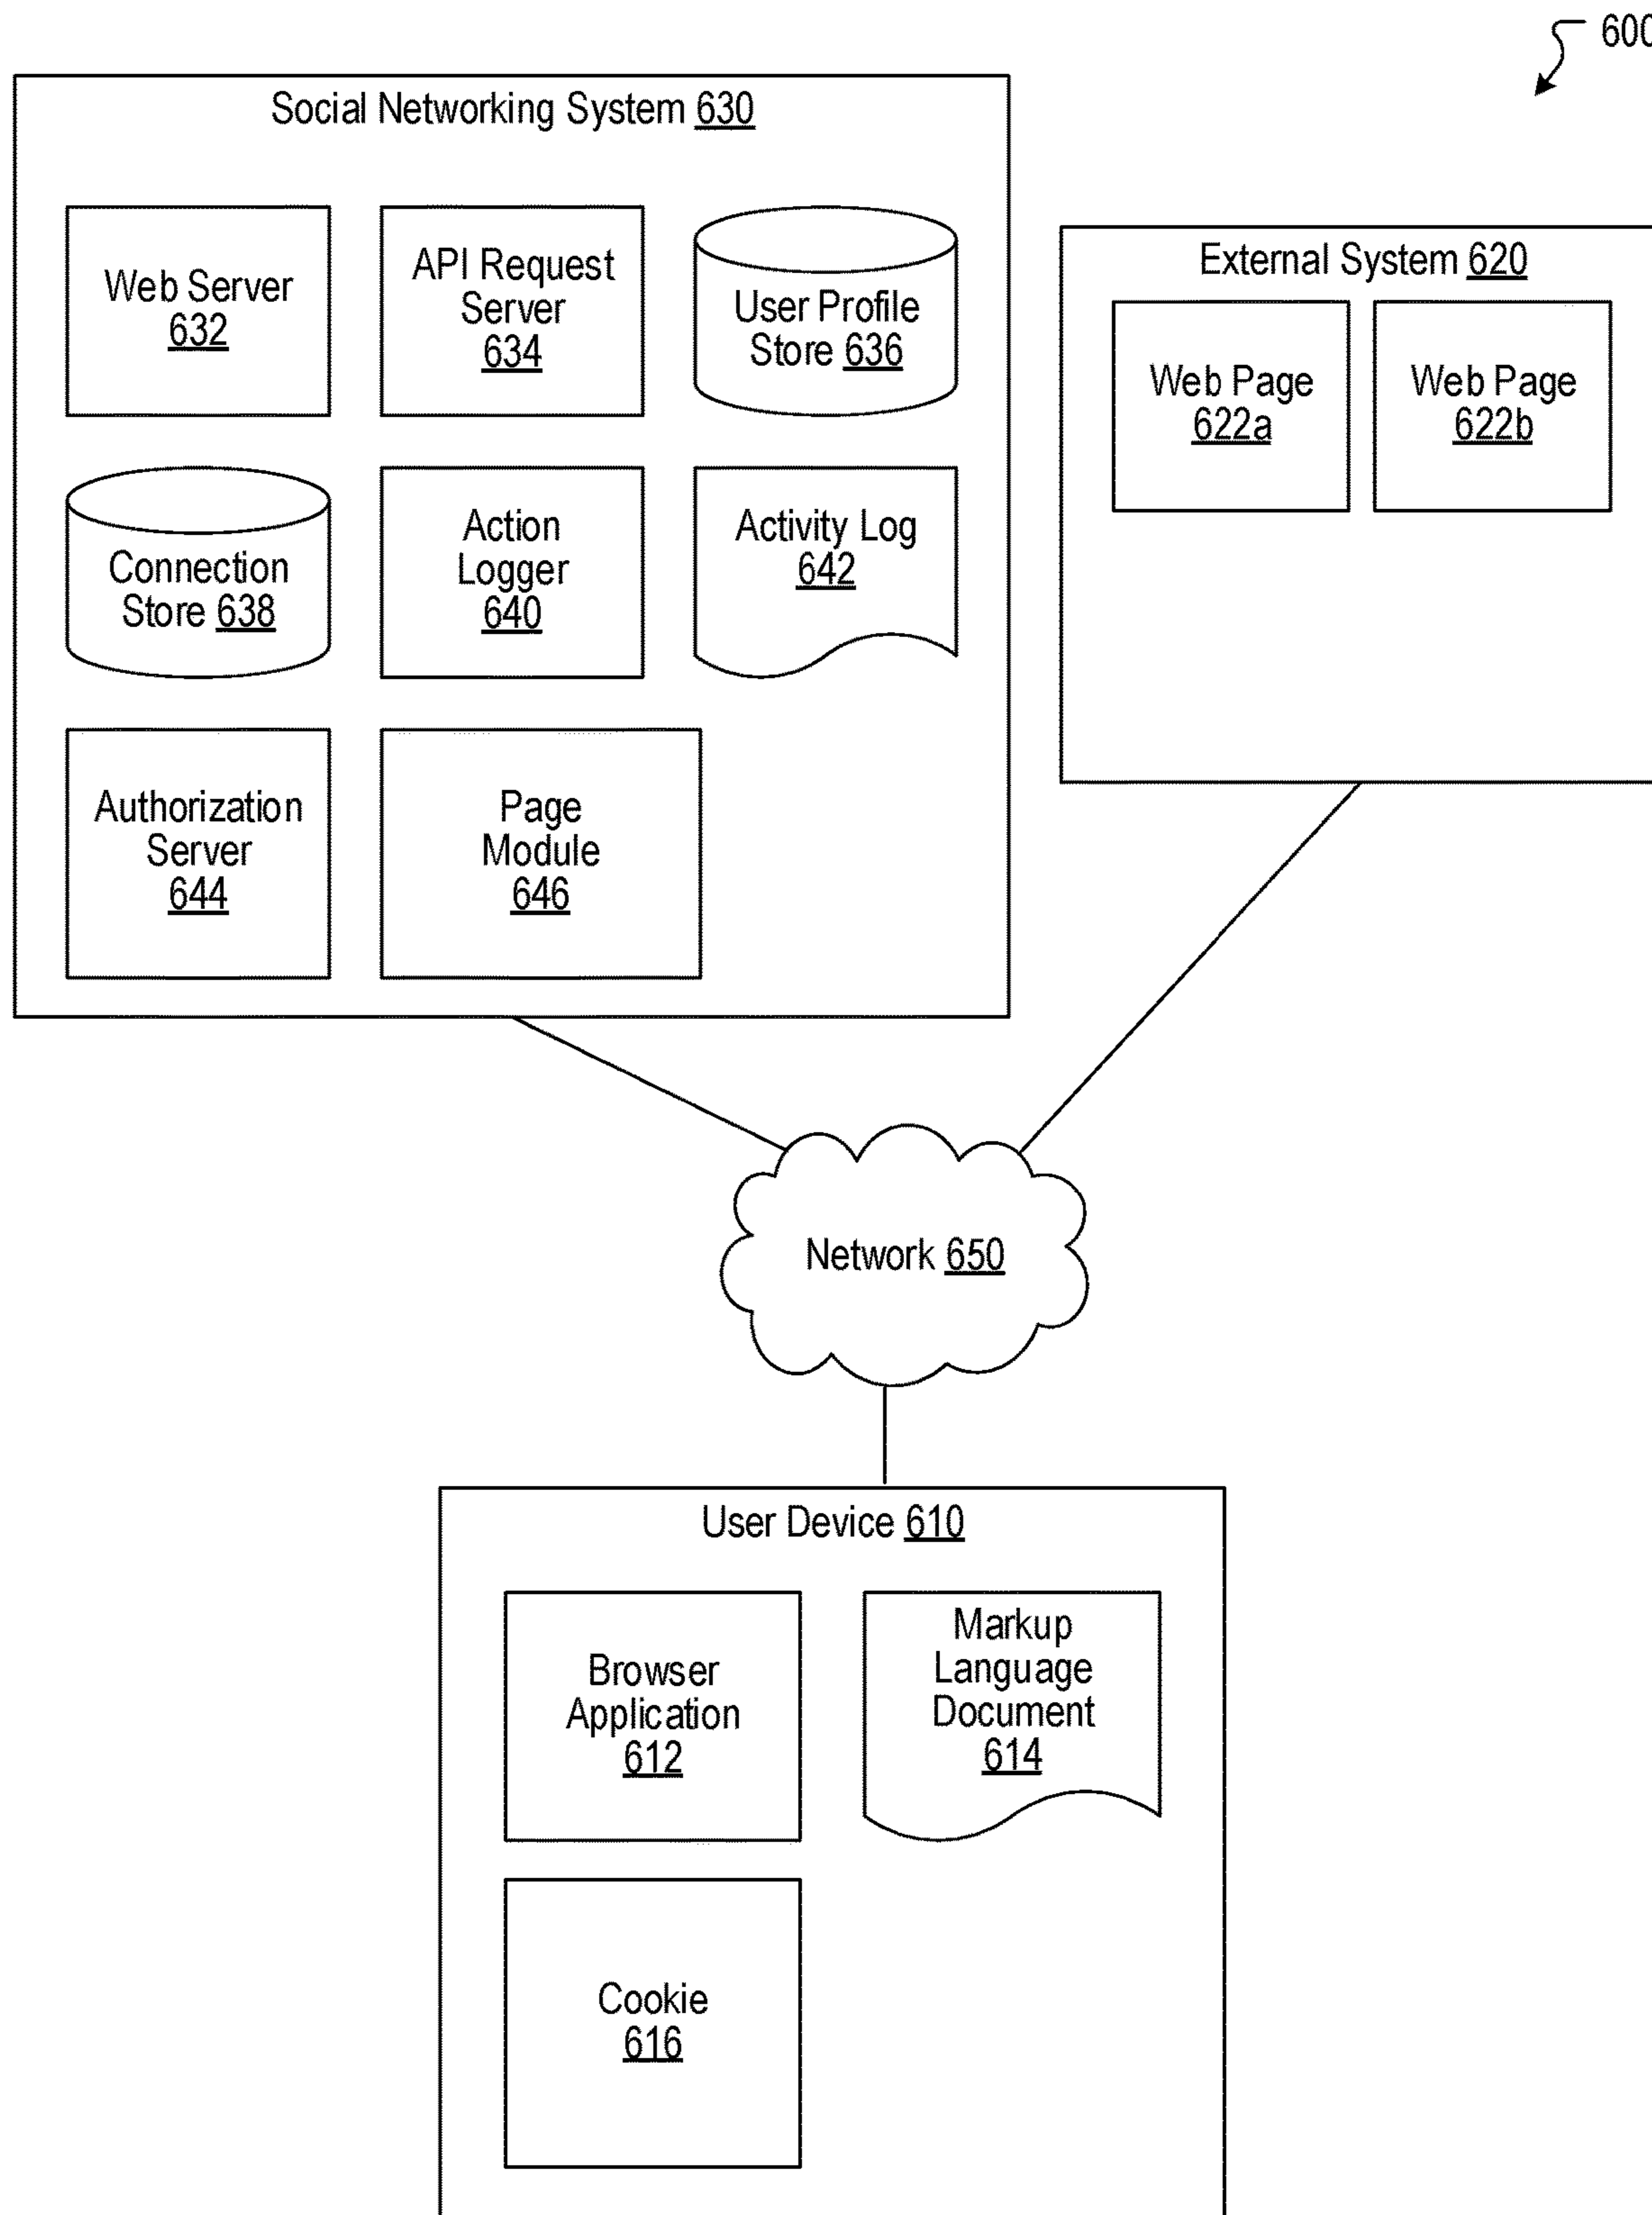 600
Social Networking System 630
Web Server
632
API Request
Server
634
User Profile
Store 636
Connection
Store 638
Action
Logger
640
Activity Log
642
Authorization
Server
644
Page
Module
646
External System 620
Web Page
622a
Web Page
622b
Network 650
User Device 610
Browser
Application
612
Markup
Language
Document
614
Cookie
616